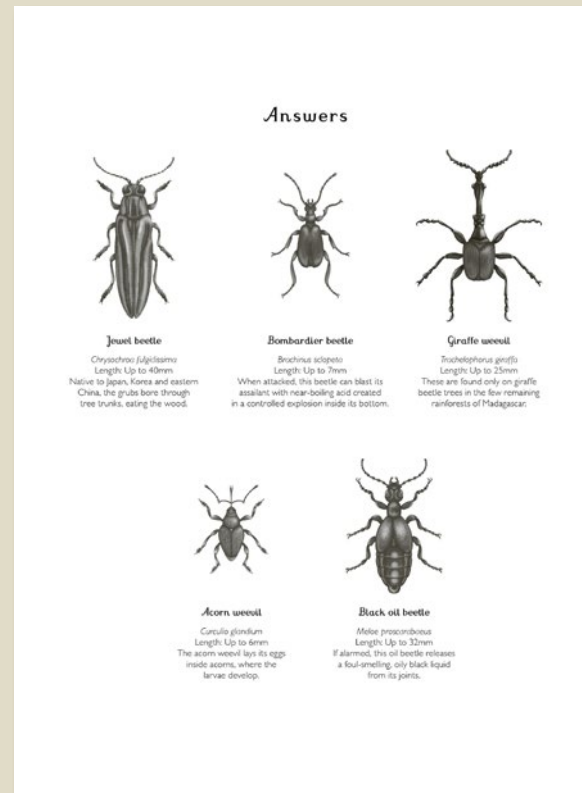 Answers
Jewel beetle
Chrysochroa fulgidissima
Length: Up to 40mm
Native to Japan, Korea and eastern
China, the grubs bore through
tree trunks, eating the wood.
Bombardier beetle
Brachinus sclopeta
Length: Up to 7mm
When attacked, this beetle can blast its
assailant with near-boiling acid created
in a controlled explosion inside its bottom.
Giraffe weevil
Trachelophorus giraffa
Length: Up to 25mm
These are found only on giraffe
beetle trees in the few remaining
rainforests of Madagascar.
Acorn weevil
Curculio glandium
Length: Up to 6mm
The acorn weevil lays its eggs
inside acorns, where the
larvae develop.
Black oil beetle
Meloe proscarabaeus
Length: Up to 32mm
If alarmed, this oil beetle releases
a foul-smelling, oily black liquid
from its joints.